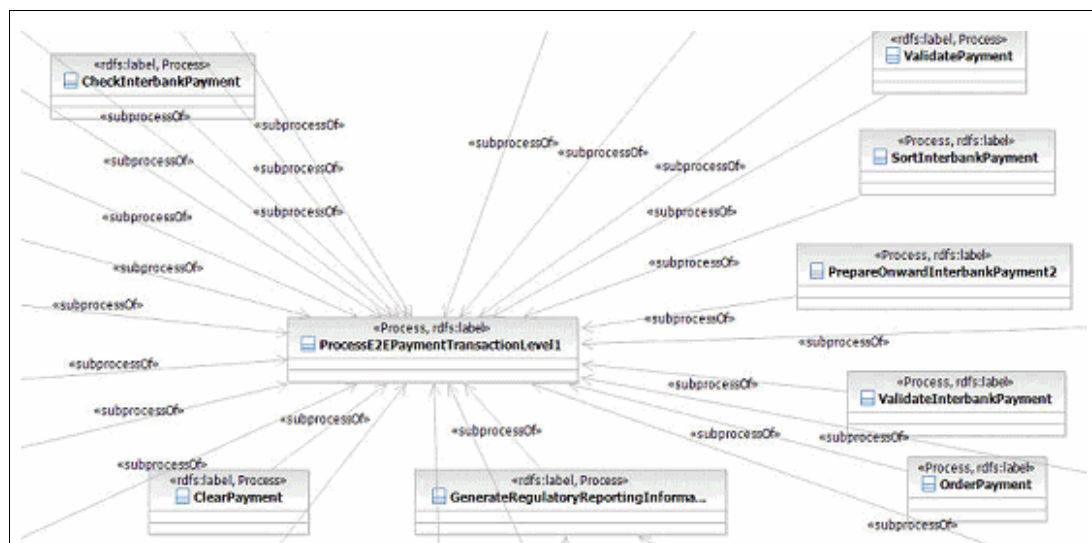 «rdfs:label, Process»
ValidatePayment
«rdfs:label, Process»
CheckInterbankPayment
«subprocessOf»
«subprocessOf»
«subprocessOf»
«subprocessOf»
«Process, rdfs:label»
SortInterbankPayment
«subprocessOf»
«subprocessOf»
«subprocessOf»
«subprocessOf»
«subprocessOf»
«subprocessOf»
«Process, rdfs:label»
PrepareOnwardInterbankPayment2
«subprocessOf»
«subprocessOf»
«subprocessOf»
«subprocessOf»
«Process, rdfs:label»
ProcessE2EPaymentTransactionLevel1
«subprocessOf»
«subprocessOf»
«subprocessOf»
«Process, rdfs:label»
ValidateInterbankPayment
«subprocessOf»
«subprocessOf»
«subprocessOf»
«subprocessOf»
«subprocessOf»
«subprocessOf»
«subprocessOf»
«Process, rdfs:label»
OrderPayment
«rdfs:label, Process»
ClearPayment
«rdfs:label, Process»
GenerateRegulatoryReportingInforma...
«subprocessOf»